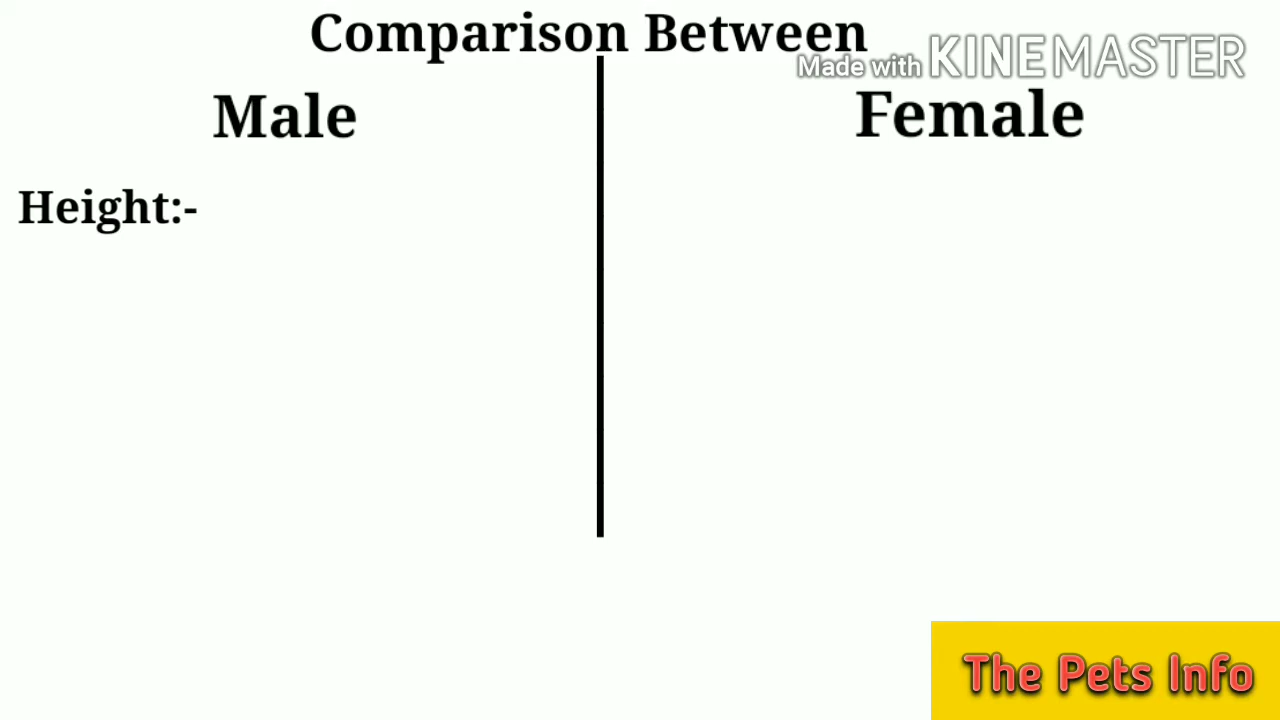 Comparison Between
Made with KINEMASTER
Male
Female
Height:-
The Pets Info